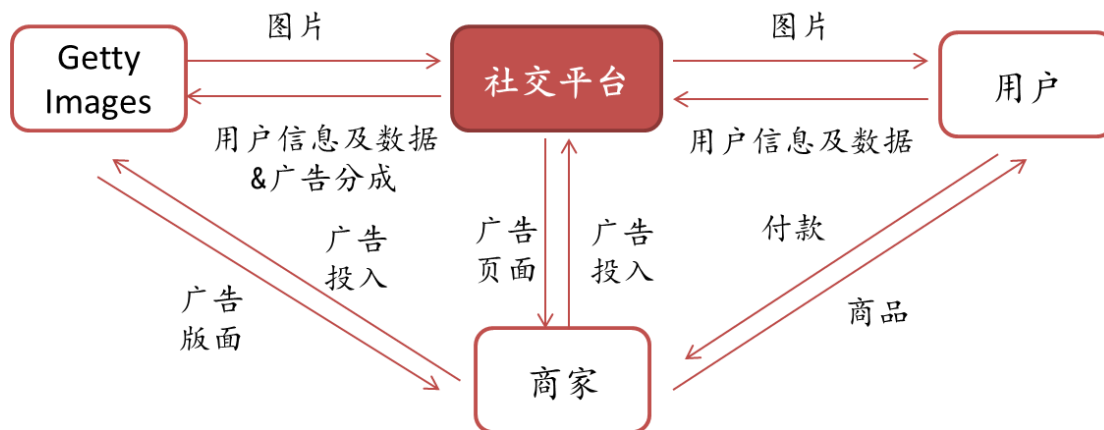 图片
图片
Getty
Images
社交平台
用户
用户信息及数据
&广告分成
用户信息及数据
广告
投入
广告
页面
广告
投入
付款
广告
版面
商品
商家